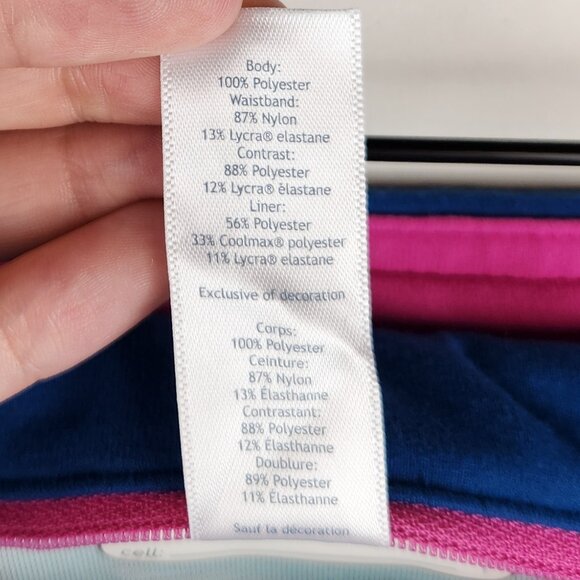 Body:
100% Polyester
Waistband:
87% Nylon
13% Lycra® elastane
Contrast:
88% Polyester
12% Lycra® elastane
Liner:
56% Polyester
33% Coolmax® polyester
11% Lycra® elastane
Exclusive of decoration
Corps:
100% Polyester
Ceinture:
87% Nylon
13% Élasthanne
Contrastant:
88% Polyester
12% Élasthanne
Doublure:
89% Polyester
11% Élasthanne
Sauf la décoration
cell: